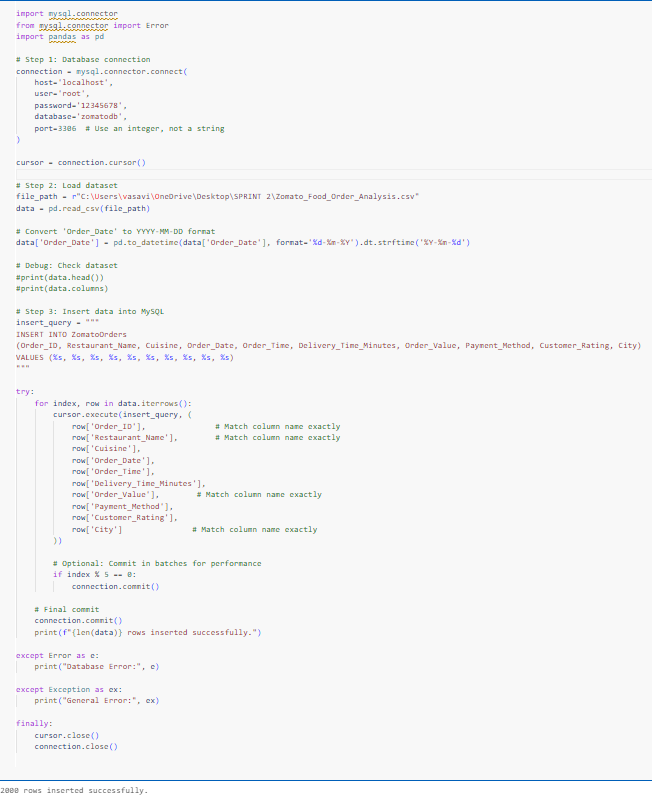 import mysql.connector
from mysql.connector import Error
import pandas as pd
# Step 1: Database connection
connection = mysql.connector.connect(
    host='localhost',
    user='root',
    password='12345678',
    database='zomatodb',
    port=3306  # Use an integer, not a string
)
cursor = connection.cursor()
# Step 2: Load dataset
file_path = r"C:\Users\vasavi\OneDrive\Desktop\SPRINT 2\Zomato_Food_Order_Analysis.csv"
data = pd.read_csv(file_path)
# Convert 'Order_Date' to YYYY-MM-DD format
data['Order_Date'] = pd.to_datetime(data['Order_Date'], format='%d-%m-%Y').dt.strftime('%Y-%m-%d')
# Debug: Check dataset
#print(data.head())
#print(data.columns)
# Step 3: Insert data into MySQL
insert_query = """
INSERT INTO ZomatoOrders
(Order_ID, Restaurant_Name, Cuisine, Order_Date, Order_Time, Delivery_Time_Minutes, Order_Value, Payment_Method, Customer_Rating, City)
VALUES (%s, %s, %s, %s, %s, %s, %s, %s, %s, %s)
"""
try:
    for index, row in data.iterrows():
        cursor.execute(insert_query, (
            row['Order_ID'],               # Match column name exactly
            row['Restaurant_Name'],        # Match column name exactly
            row['Cuisine'],
            row['Order_Date'],
            row['Order_Time'],
            row['Delivery_Time_Minutes'],
            row['Order_Value'],        # Match column name exactly
            row['Payment_Method'],
            row['Customer_Rating'],
            row['City']               # Match column name exactly
        ))
        # Optional: Commit in batches for performance
        if index % 5 == 0:
            connection.commit()
    # Final commit
    connection.commit()
    print(f"{len(data)} rows inserted successfully.")
except Error as e:
    print("Database Error:", e)
except Exception as ex:
    print("General Error:", ex)
finally:
    cursor.close()
    connection.close()
2000 rows inserted successfully.